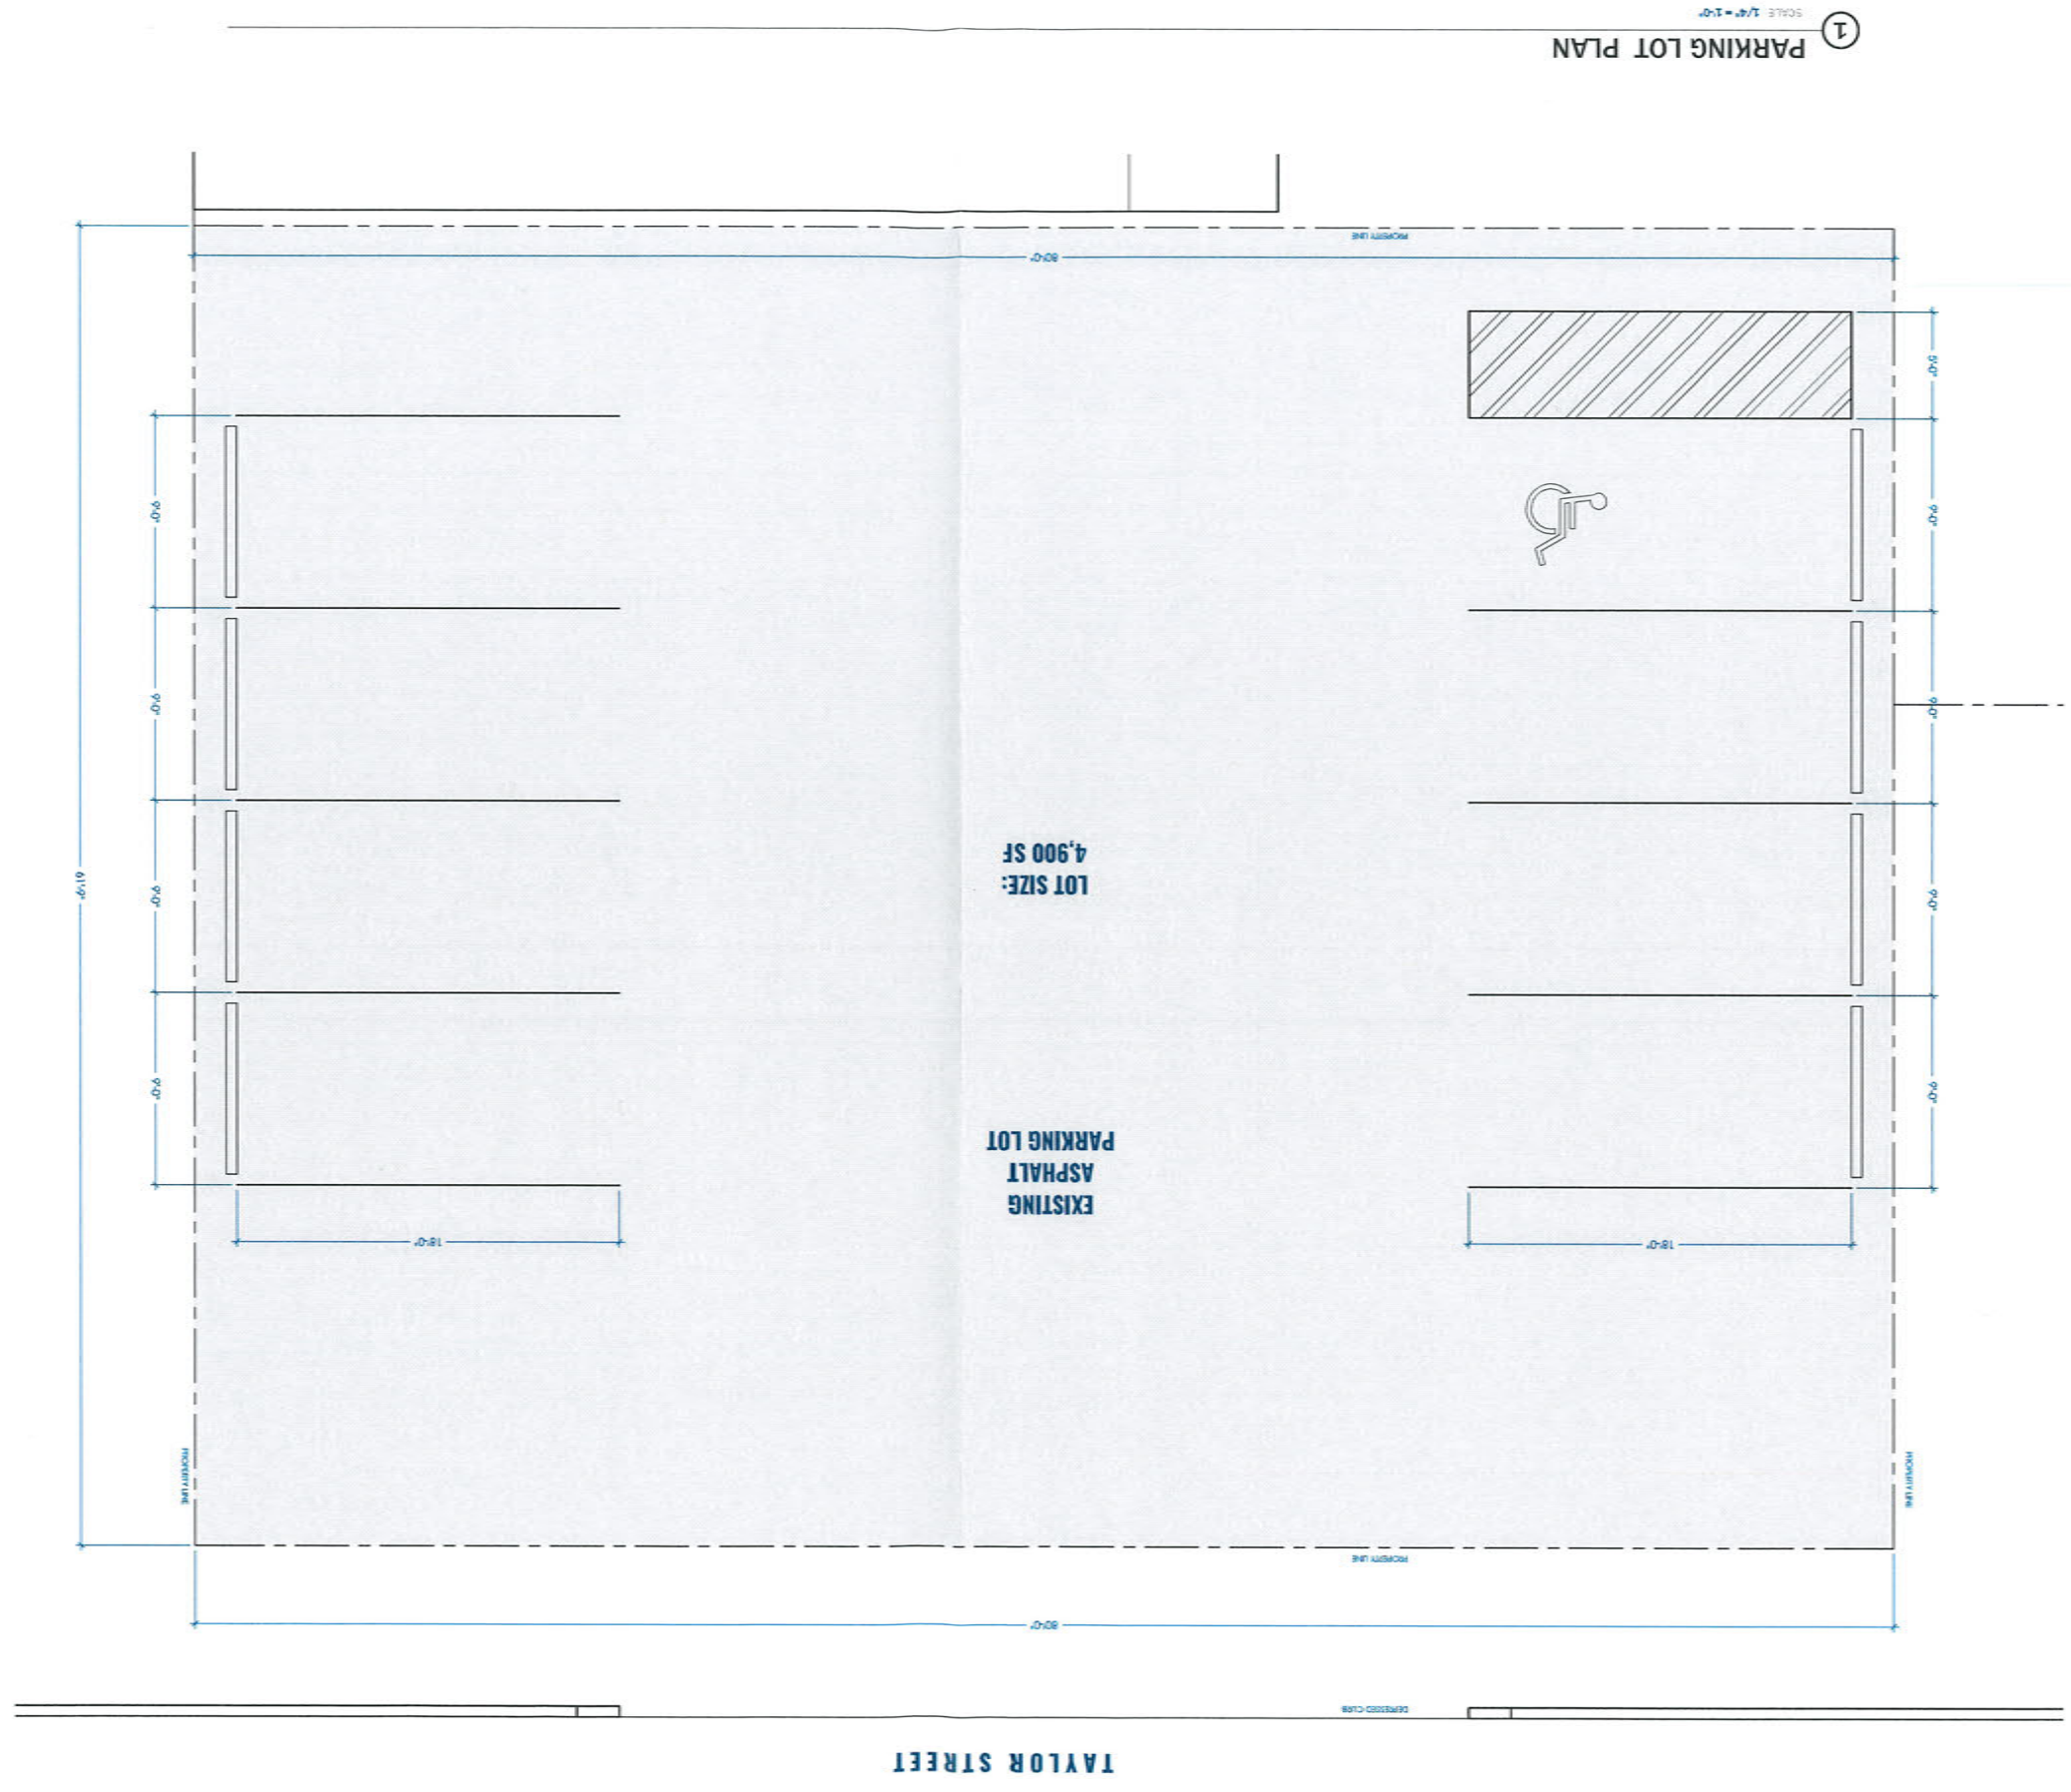 TAYLOR STREET
DEPRESSED CURB
80'-0"
PROPERTY LINE
PROPERTY LINE
PROPERTY LINE
18'-0"
18'-0"
EXISTING
ASPHALT
PARKING LOT
9'-0"
9'-0"
LOT SIZE:
4,900 SF
9'-0"
9'-0"
61'-9"
9'-0"
9'-0"
9'-0"
9'-0"
5'-0"
80'-0"
PROPERTY LINE
1
PARKING LOT PLAN
SCALE: 1/4" = 1'-0"